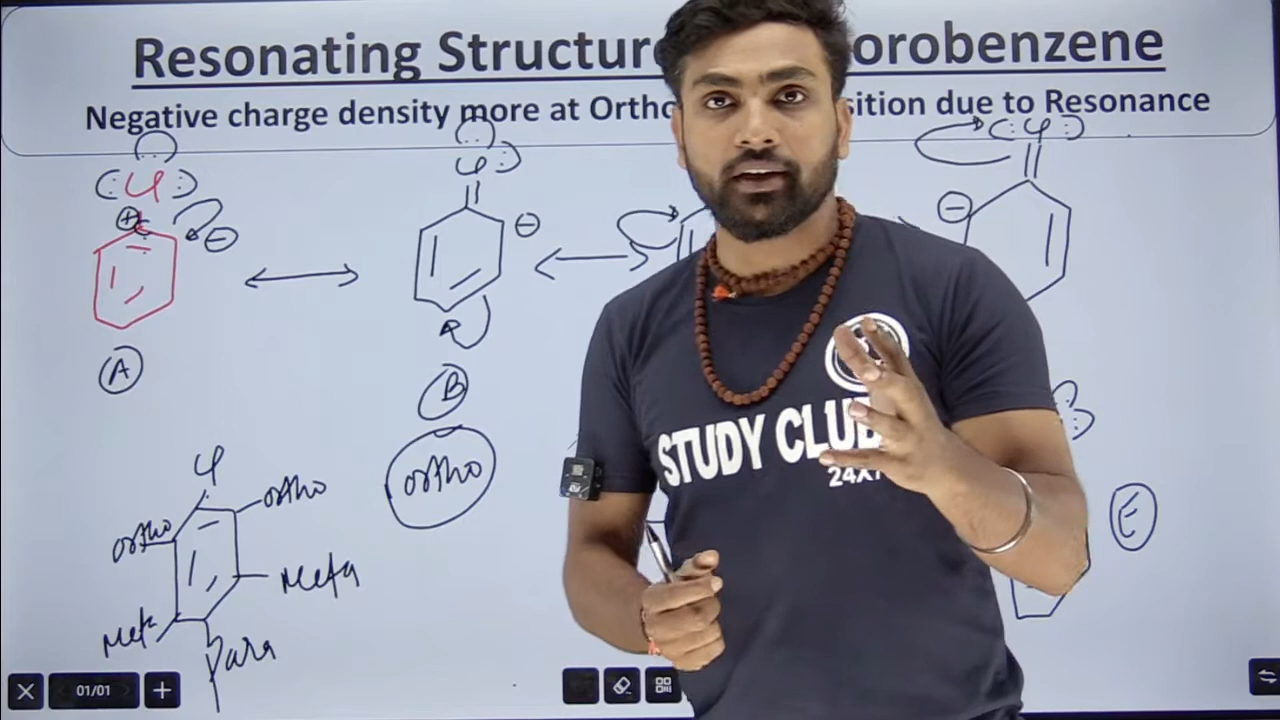 Resonating Structure orobenzene
Negative charge density more at Ortho sition due to Resonance
Cl
Cl
Cl
+
-
-
-
A
B
E
ortho
Cl
ortho
ortho
Meta
Meta
Para
STUDY CLUB
24X7
01/01